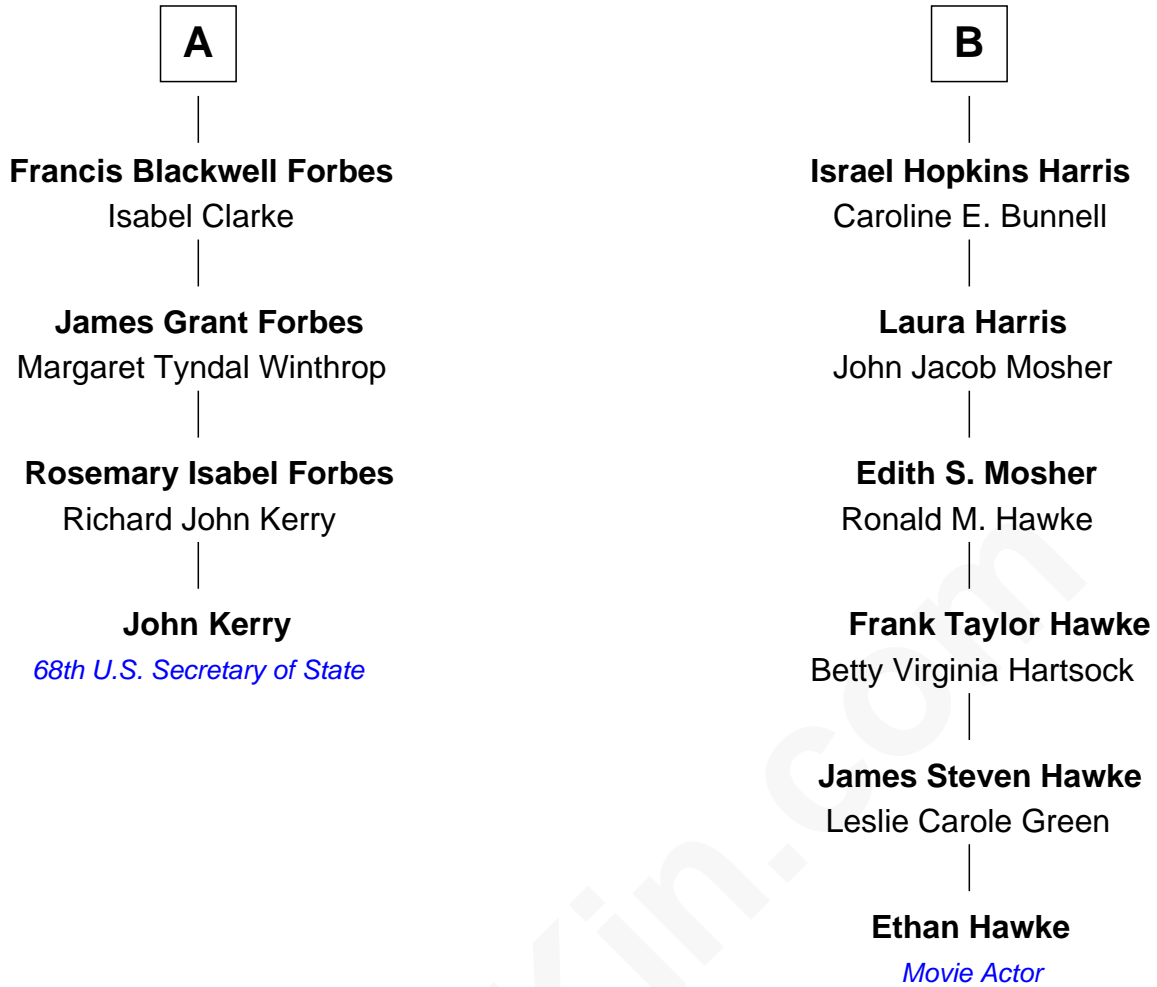 A
Francis Blackwell Forbes
Isabel Clarke
James Grant Forbes
Margaret Tyndal Winthrop
Rosemary Isabel Forbes
Richard John Kerry
John Kerry
68th U.S. Secretary of State
B
Israel Hopkins Harris
Caroline E. Bunnell
Laura Harris
John Jacob Mosher
Edith S. Mosher
Ronald M. Hawke
Frank Taylor Hawke
Betty Virginia Hartsock
James Steven Hawke
Leslie Carole Green
Ethan Hawke
Movie Actor
Kin.com